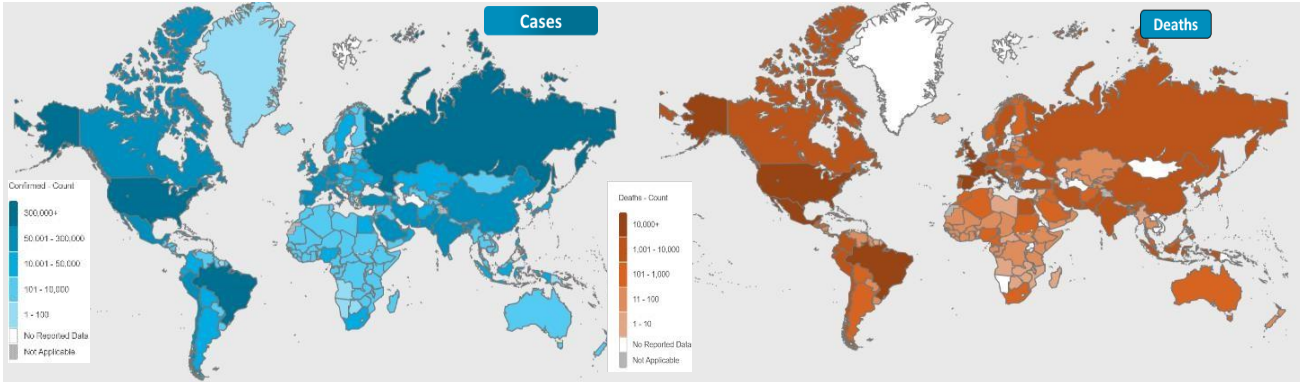 Cases
Confirmed - Count
300,000+
50.001 - 300,000
10.001 - 50,000
101 - 10,000
1 - 100
No Reported Data
Not Applicable
Deaths
Deaths - Count
10,000+
1,001 - 10,000
101 - 1,000
11 - 100
1 - 10
No Reported Data
Not Applicable